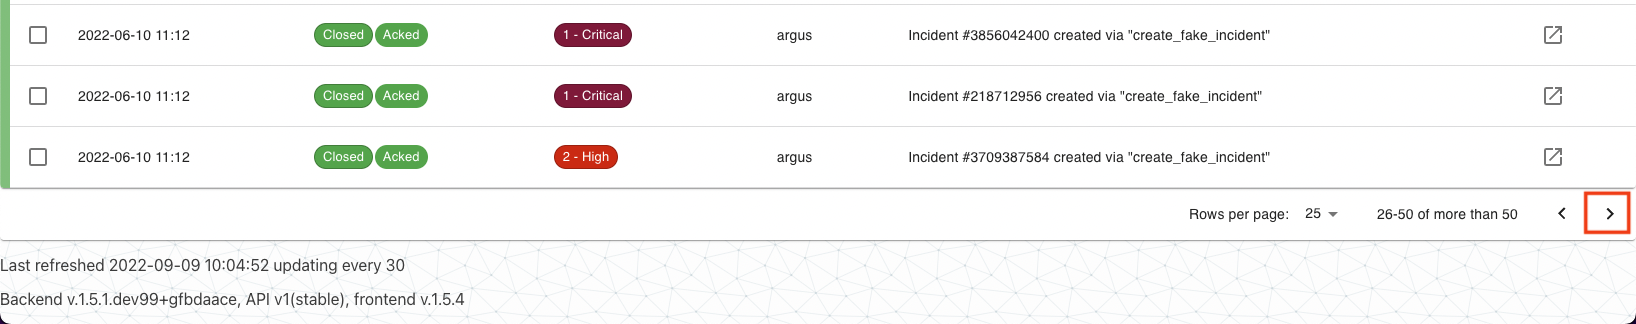 2022-06-10 11:12 Closed Acked 1 - Critical argus Incident #3856042400 created via "create_fake_incident"
2022-06-10 11:12 Closed Acked 1 - Critical argus Incident #218712956 created via "create_fake_incident"
2022-06-10 11:12 Closed Acked 2 - High argus Incident #3709387584 created via "create_fake_incident"
Rows per page: 25 26-50 of more than 50
Last refreshed 2022-09-09 10:04:52 updating every 30
Backend v.1.5.1.dev99+gfbdaace, API v1(stable), frontend v.1.5.4